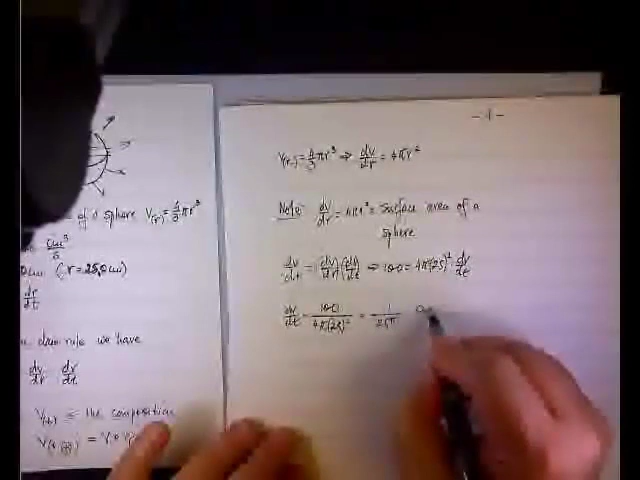 of a sphere V(r) = 4/3 πr³
cm³/s
(r = 25,0 cm)
dr/dt
chain rule we have
dv/dr dr/dt
V(t) is the composition
- 1 -
V(r) = 4/3 πr³ ⇒ dv/dr = 4πr²
Note: dv/dr = 4πr² = Surface area of a
sphere
dv/dt = (dv/dr)(dr/dt) ⇒ 100 = 4π(25)² · dr/dt
dr/dt = 100/4π(25)² = 1/25π